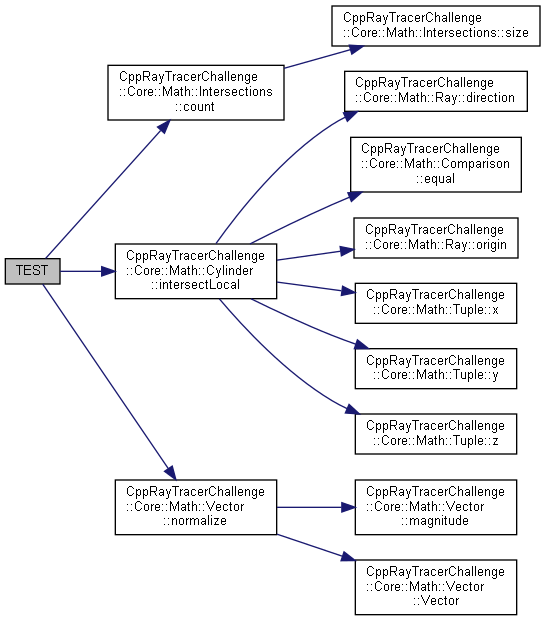 TEST
CppRayTracerChallenge
::Core::Math::Intersections
::count
CppRayTracerChallenge
::Core::Math::Intersections::size
CppRayTracerChallenge
::Core::Math::Cylinder
::intersectLocal
CppRayTracerChallenge
::Core::Math::Ray::direction
CppRayTracerChallenge
::Core::Math::Comparison
::equal
CppRayTracerChallenge
::Core::Math::Ray::origin
CppRayTracerChallenge
::Core::Math::Tuple::x
CppRayTracerChallenge
::Core::Math::Tuple::y
CppRayTracerChallenge
::Core::Math::Tuple::z
CppRayTracerChallenge
::Core::Math::Vector
::normalize
CppRayTracerChallenge
::Core::Math::Vector
::magnitude
CppRayTracerChallenge
::Core::Math::Vector
::Vector